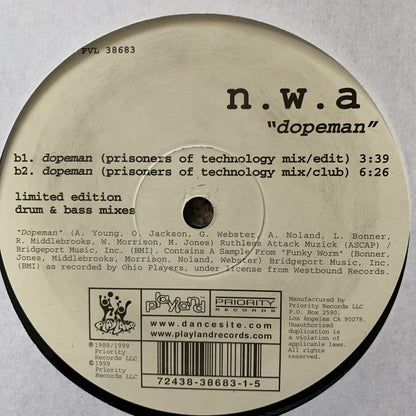 PVL 38683
n.w.a
"dopeman"
b1. dopeman (prisoners of technology mix/edit) 3:39
b2. dopeman (prisoners of technology mix/club) 6:26
limited edition
drum & bass mixes
"Dopeman" (A. Young, O. Jackson, G. Webster, A. Noland, L. Bonner,
R. Middlebrooks, W. Morrison, M. Jones) Ruthless Attack Muzick (ASCAP) /
Bridgeport Music, Inc. (BMI). Contains A Sample From "Funky Worm" (Bonner,
Jones, Middlebrooks, Morrison, Noland, Webster) Bridgeport Music, Inc.
(BMI) as recorded by Ohio Players, under license from Westbound Records.
PLAYLAND
playland
PRIORITY
RECORDS
www.dancesite.com
www.playlandrecords.com
Manufactured by
Priority Records LLC
P.O. Box 2590,
Los Angeles CA 90078.
Unauthorized
duplication is a
violation of
applicable laws.
All rights
reserved.
℗1988/1999
Priority
Records LLC
©1999
Priority
Records LLC
72438-38683-1-5